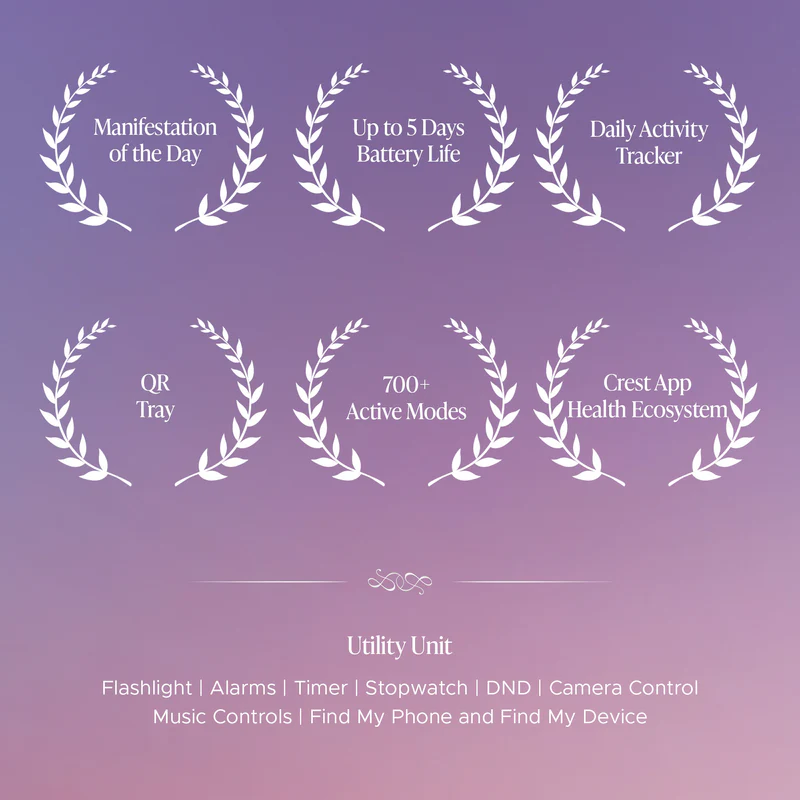 Manifestation
of the Day
Up to 5 Days
Battery Life
Daily Activity
Tracker
QR
Tray
700+
Active Modes
Crest App
Health Ecosystem
Utility Unit
Flashlight | Alarms | Timer | Stopwatch | DND | Camera Control
Music Controls | Find My Phone and Find My Device